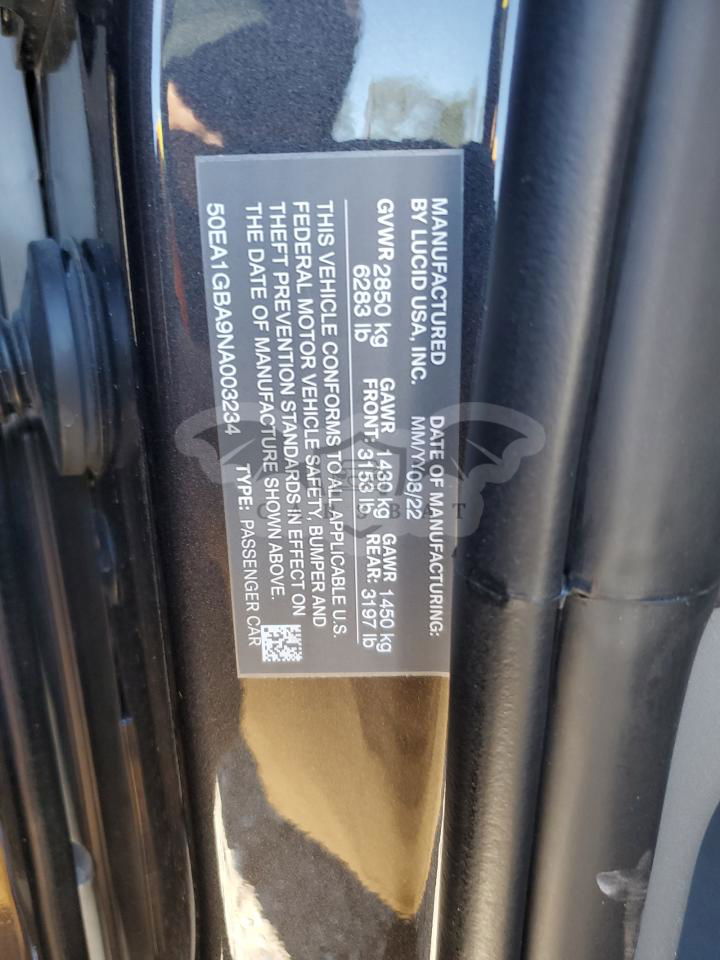 MANUFACTURED
BY LUCID USA, INC.
DATE OF MANUFACTURING:
MM/YY03/22
GVWR 2850 kg
6283 lb
GAWR 1430 kg
FRONT: 3153 lb
GAWR 1450 kg
REAR: 3197 lb
THIS VEHICLE CONFORMS TO ALL APPLICABLE U.S.
FEDERAL MOTOR VEHICLE SAFETY, BUMPER AND
THEFT PREVENTION STANDARDS IN EFFECT ON
THE DATE OF MANUFACTURE SHOWN ABOVE.
50EA1GBA9NA003234 TYPE: PASSENGER CAR